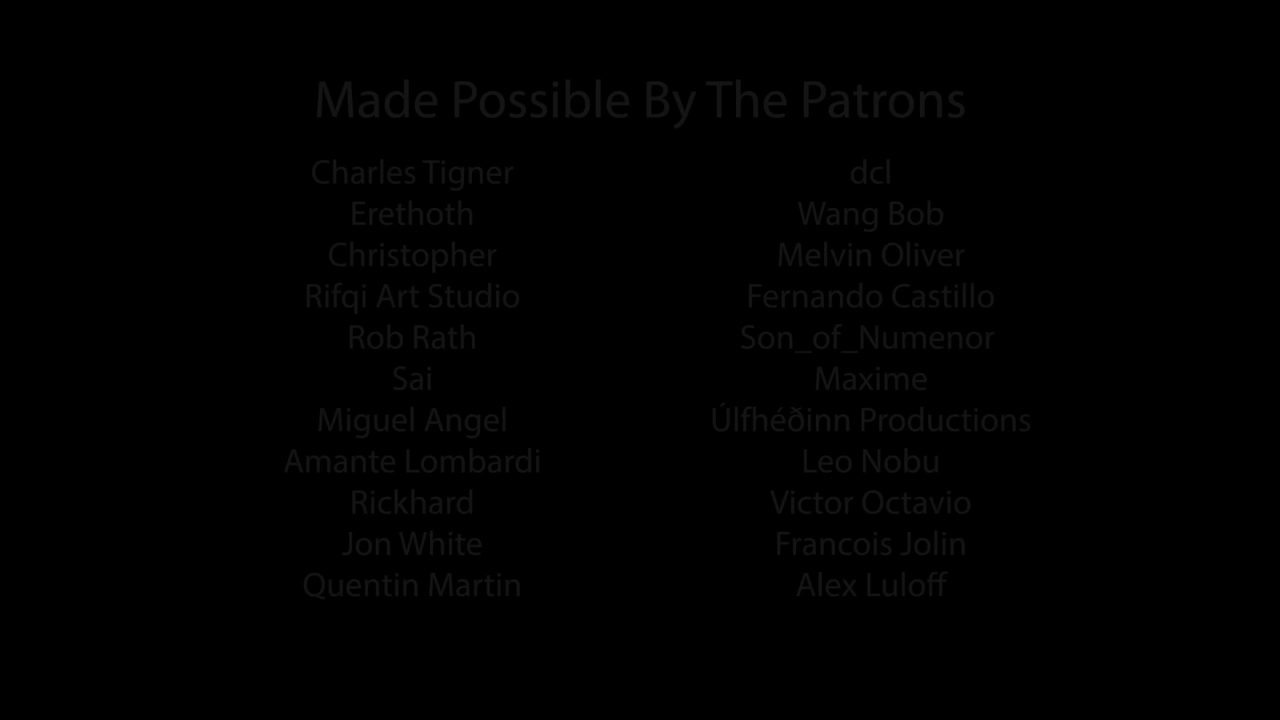 Made Possible By The Patrons
Charles Tigner
Erethoth
Christopher
Rifqi Art Studio
Rob Rath
Sai
Miguel Angel
Amante Lombardi
Rickhard
Jon White
Quentin Martin
dcl
Wang Bob
Melvin Oliver
Fernando Castillo
Son_of_Numenor
Maxime
Úlfhéðinn Productions
Leo Nobu
Victor Octavio
Francois Jolin
Alex Luloff